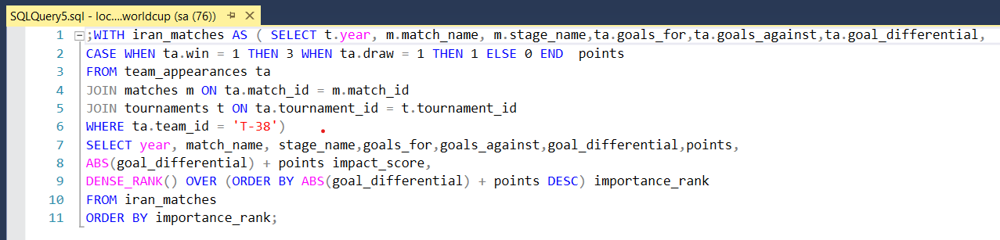 SQLQuery5.sql - loc....worldcup (sa (76))
1 ;WITH iran_matches AS ( SELECT t.year, m.match_name, m.stage_name,ta.goals_for,ta.goals_against,ta.goal_differential,
2 CASE WHEN ta.win = 1 THEN 3 WHEN ta.draw = 1 THEN 1 ELSE 0 END  points
3 FROM team_appearances ta
4 JOIN matches m ON ta.match_id = m.match_id
5 JOIN tournaments t ON ta.tournament_id = t.tournament_id
6 WHERE ta.team_id = 'T-38')
7 SELECT year, match_name, stage_name,goals_for,goals_against,goal_differential,points,
8 ABS(goal_differential) + points impact_score,
9 DENSE_RANK() OVER (ORDER BY ABS(goal_differential) + points DESC) importance_rank
10 FROM iran_matches
11 ORDER BY importance_rank;